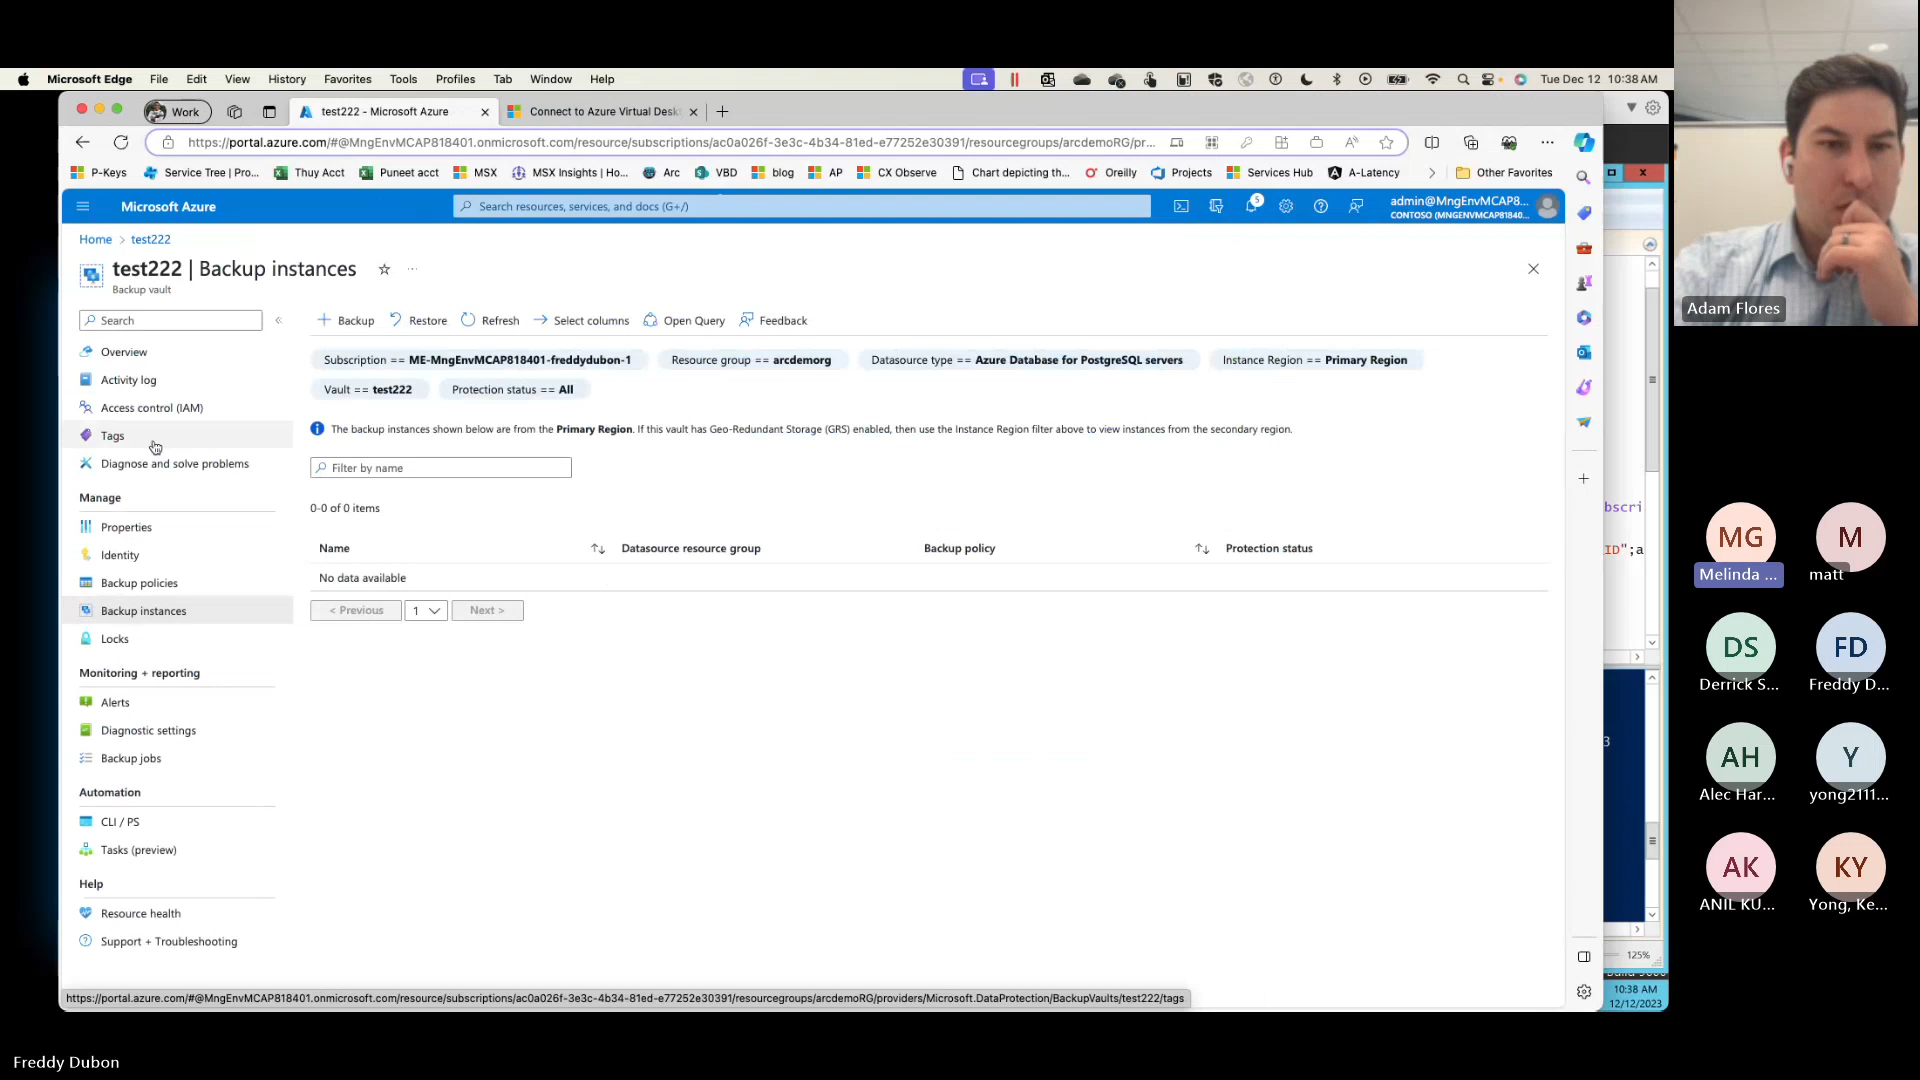 Microsoft Edge File Edit View History Favorites Tools Tab Window Help Tue Dec 12 10:38 AM
Work test222 - Microsoft Azure Connect to Azure Virtual Desk
https://portal.azure.com/#@MngEnvMCAP818401.onmicrosoft.com/resource/subscriptions/ac0a026f-3e3c-4b34-81ed-e77252e30391/resourcegroups/arcdemoRG/pr...
P-Keys Service Tree | Pro... Thuy Acct Puneet acct MSX MSX Insights | Ho... Arc VBD blog AP CX Observe Chart depicting th... Oreilly Projects Services Hub A-Latency Other Favorites
Microsoft Azure Search resources, services, and docs (G+/) 5 admin@MngEnvMCAP8...
CONTOSO (MNGENVMCAP81840...
Home > test222
test222 | Backup instances
Backup vault
Search
Backup Restore Refresh Select columns Open Query Feedback
Overview
Activity log
Access control (IAM)
Tags
Diagnose and solve problems
Manage
Properties
Identity
Backup policies
Backup instances
Locks
Monitoring + reporting
Alerts
Diagnostic settings
Backup jobs
Automation
CLI / PS
Tasks (preview)
Help
Resource health
Support + Troubleshooting
Subscription == ME-MngEnvMCAP818401-freddydubon-1 Resource group == arcdemorg Datasource type == Azure Database for PostgreSQL servers Instance Region == Primary Region
Vault == test222 Protection status == All
The backup instances shown below are from the Primary Region. If this vault has Geo-Redundant Storage (GRS) enabled, then use the Instance Region filter above to view instances from the secondary region.
Filter by name
0-0 of 0 items
Name Datasource resource group Backup policy Protection status
No data available
< Previous 1 Next >
https://portal.azure.com/#@MngEnvMCAP818401.onmicrosoft.com/resource/subscriptions/ac0a026f-3e3c-4b34-81ed-e77252e30391/resourcegroups/arcdemoRG/providers/Microsoft.DataProtection/BackupVaults/test222/tags
bscri
ID";a
3
125%
10:38 AM
12/12/2023
Adam Flores
MG M
Melinda ... matt
DS FD
Derrick S... Freddy D...
AH Y
Alec Har... yong2111...
AK KY
ANIL KU... Yong, Ke...
Freddy Dubon